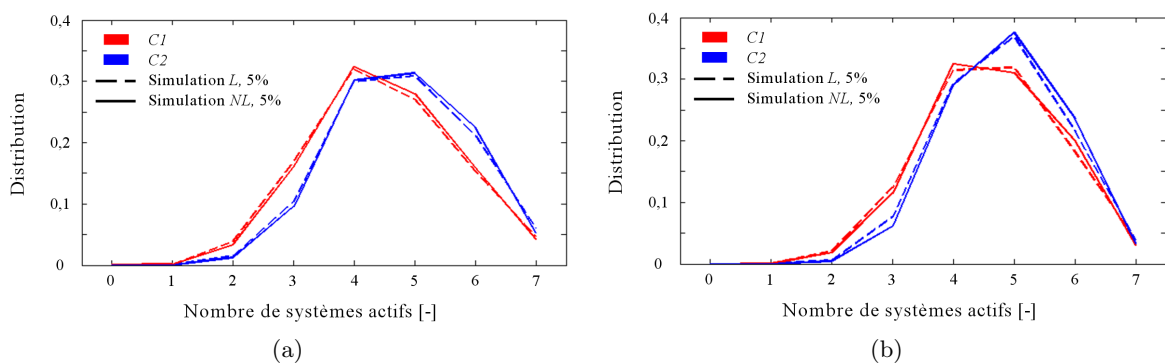 0,4
0,3
0,2
0,1
0
Distribution
C1
C2
Simulation L, 5%
Simulation NL, 5%
0 1 2 3 4 5 6 7
Nombre de systèmes actifs [-]
(a)
0,4
0,3
0,2
0,1
0
Distribution
C1
C2
Simulation L, 5%
Simulation NL, 5%
0 1 2 3 4 5 6 7
Nombre de systèmes actifs [-]
(b)